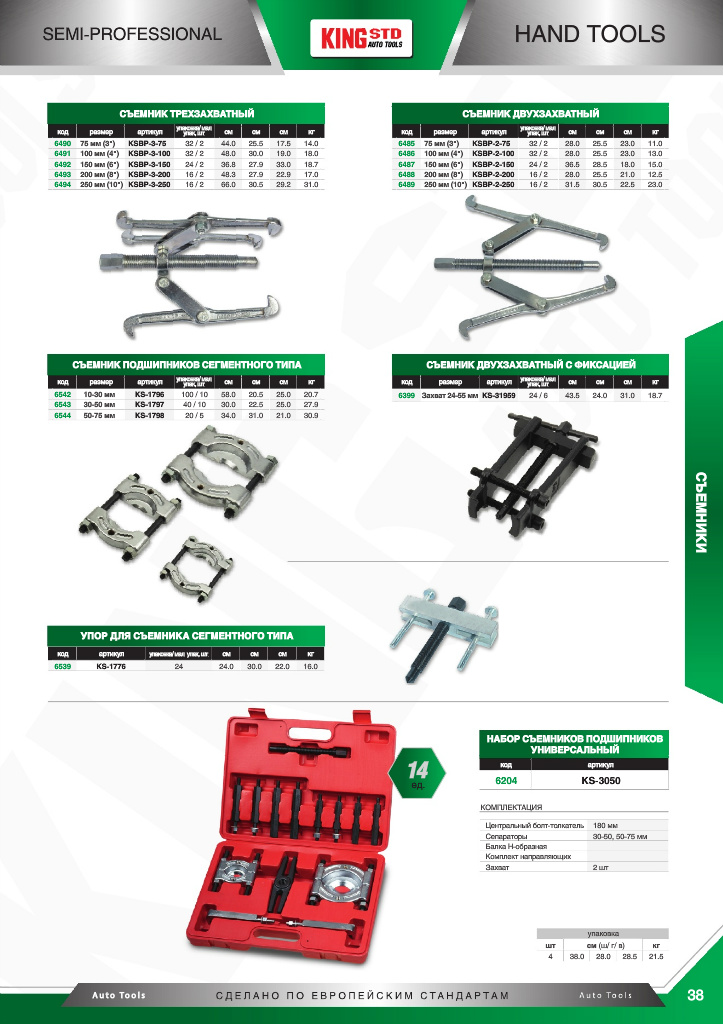 SEMI-PROFESSIONAL
KING STD
AUTO TOOLS
HAND TOOLS
СЪЕМНИК ТРЕХЗАХВАТНЫЙ
код размер артикул упаковка/мал. упак, шт см см см кг
6490 75 мм (3") KSBP-3-75 32 / 2 44.0 25.5 17.5 14.0
6491 100 мм (4") KSBP-3-100 32 / 2 48.0 30.0 19.0 18.0
6492 150 мм (6") KSBP-3-150 24 / 2 36.8 27.9 33.0 18.7
6493 200 мм (8") KSBP-3-200 16 / 2 48.3 27.9 22.9 17.0
6494 250 мм (10") KSBP-3-250 16 / 2 66.0 30.5 29.2 31.0
СЪЕМНИК ДВУХЗАХВАТНЫЙ
код размер артикул упаковка/мал. упак, шт см см см кг
6485 75 мм (3") KSBP-2-75 32 / 2 28.0 25.5 23.0 11.0
6486 100 мм (4") KSBP-2-100 32 / 2 28.0 25.5 23.0 13.0
6487 150 мм (6") KSBP-2-150 24 / 2 36.5 28.5 18.0 15.0
6488 200 мм (8") KSBP-2-200 16 / 2 28.0 25.5 21.0 12.5
6489 250 мм (10") KSBP-2-250 16 / 2 31.5 30.5 22.5 23.0
СЪЕМНИК ПОДШИПНИКОВ СЕГМЕНТНОГО ТИПА
код размер артикул упаковка/мал. упак, шт см см см кг
6542 10-30 мм KS-1796 100 / 10 58.0 20.5 25.0 20.7
6543 30-50 мм KS-1797 40 / 10 30.0 22.5 25.0 27.9
6544 50-75 мм KS-1798 20 / 5 34.0 31.0 21.0 30.9
СЪЕМНИК ДВУХЗАХВАТНЫЙ С ФИКСАЦИЕЙ
код размер артикул упаковка/мал. упак, шт см см см кг
6399 Захват 24-55 мм KS-31959 24 / 6 43.5 24.0 31.0 18.7
СЪЕМНИКИ
УПОР ДЛЯ СЪЕМНИКА СЕГМЕНТНОГО ТИПА
код артикул упаковка/мал. упак, шт см см см кг
6539 KS-1776 24 24.0 30.0 22.0 16.0
14
ед.
НАБОР СЪЕМНИКОВ ПОДШИПНИКОВ
УНИВЕРСАЛЬНЫЙ
код артикул
6204 KS-3050
КОМПЛЕКТАЦИЯ
Центральный болт-толкатель 180 мм
Сепараторы 30-50, 50-75 мм
Балка Н-образная
Комплект направляющих
Захват 2 шт
упаковка
шт см (ш/ г/ в) кг
4 38.0 28.0 28.5 21.5
Auto Tools
СДЕЛАНО ПО ЕВРОПЕЙСКИМ СТАНДАРТАМ
Auto Tools
38